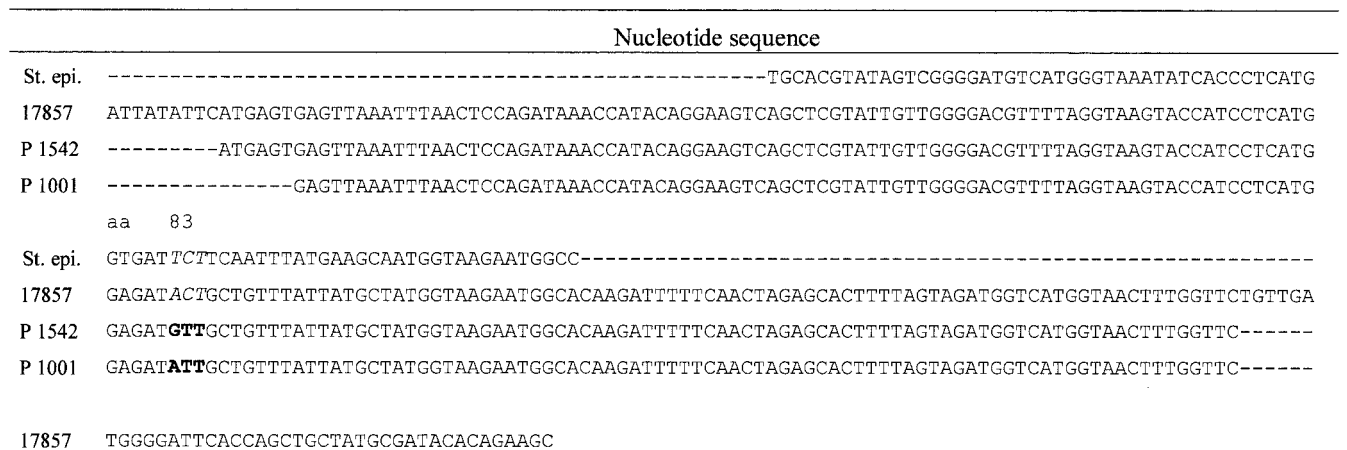 Nucleotide sequence
St. epi. -----------------------------------------------------TGCACGTATAGTCGGGGATGTCATGGGTAAATATCACCCTCATG
17857 ATTATATTCATGAGTGAGTTAAATTTAACTCCAGATAAACCATACAGGAAGTCAGCTCGTATTGTTGGGGACGTTTTAGGTAAGTACCATCCTCATG
P 1542 ---------ATGAGTGAGTTAAATTTAACTCCAGATAAACCATACAGGAAGTCAGCTCGTATTGTTGGGGACGTTTTAGGTAAGTACCATCCTCATG
P 1001 ---------------GAGTTAAATTTAACTCCAGATAAACCATACAGGAAGTCAGCTCGTATTGTTGGGGACGTTTTAGGTAAGTACCATCCTCATG
aa 83
St. epi. GTGATTCTTCAATTTATGAAGCAATGGTAAGAATGGCC-----------------------------------------------------------
17857 GAGATACTGCTGTTTATTATGCTATGGTAAGAATGGCACAAGATTTTTCAACTAGAGCACTTTTAGTAGATGGTCATGGTAACTTTGGTTCTGTTGA
P 1542 GAGATGTTGCTGTTTATTATGCTATGGTAAGAATGGCACAAGATTTTTCAACTAGAGCACTTTTAGTAGATGGTCATGGTAACTTTGGTTC------
P 1001 GAGATATTGCTGTTTATTATGCTATGGTAAGAATGGCACAAGATTTTTCAACTAGAGCACTTTTAGTAGATGGTCATGGTAACTTTGGTTC------
17857 TGGGGATTCACCAGCTGCTATGCGATACACAGAAGC